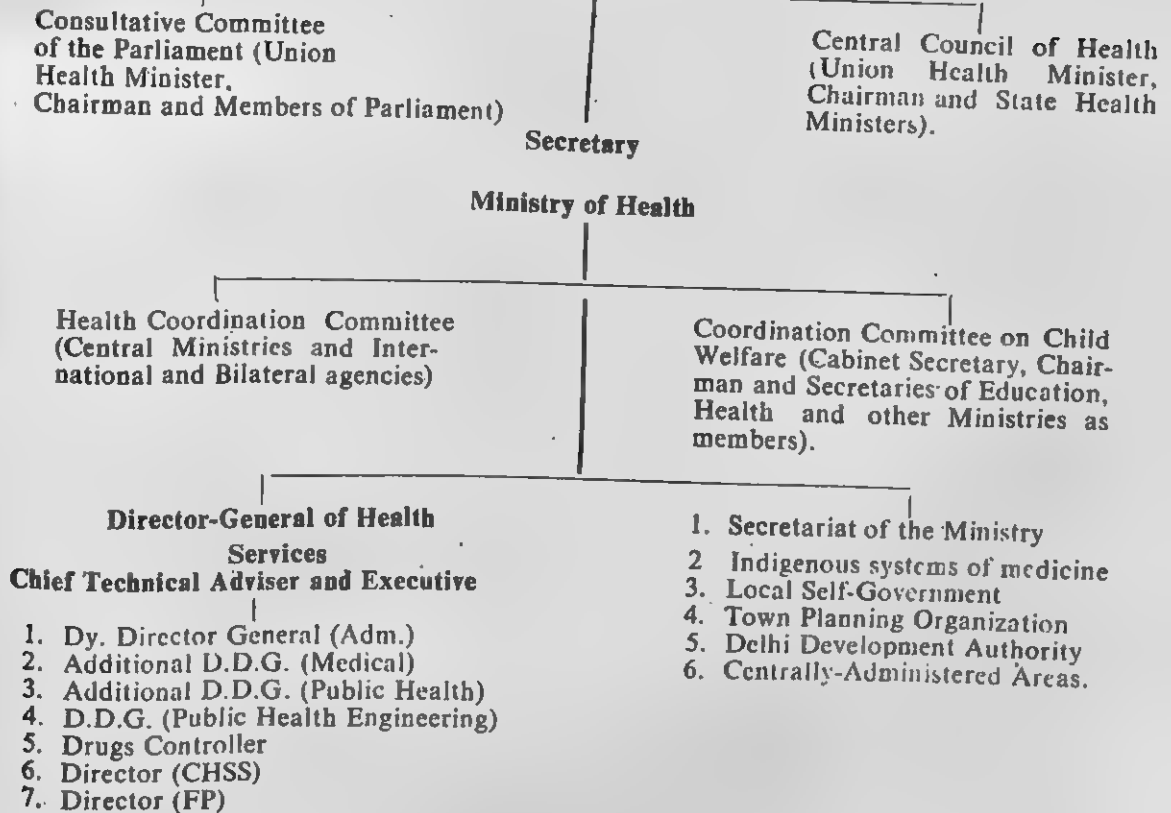 Consultative Committee
of the Parliament (Union
Health Minister.
Chairman and Members of Parliament)
Central Council of Health
(Union Health Minister,
Chairman and State Health
Ministers).
Secretary
Ministry of Health
Health Coordination Committee
(Central Ministries and Inter-
national and Bilateral agencies)
Coordination Committee on Child
Welfare (Cabinet Secretary, Chair-
man and Secretaries of Education,
Health and other Ministries as
members).
Director-General of Health
Services
Chief Technical Adviser and Executive
1. Dy. Director General (Adm.)
2. Additional D.D.G. (Medical)
3. Additional D.D.G. (Public Health)
4. D.D.G. (Public Health Engineering)
5. Drugs Controller
6. Director (CHSS)
7. Director (FP)
1. Secretariat of the Ministry
2 Indigenous systems of medicine
3. Local Self-Government
4. Town Planning Organization
5. Delhi Development Authority
6. Centrally-Administered Areas.